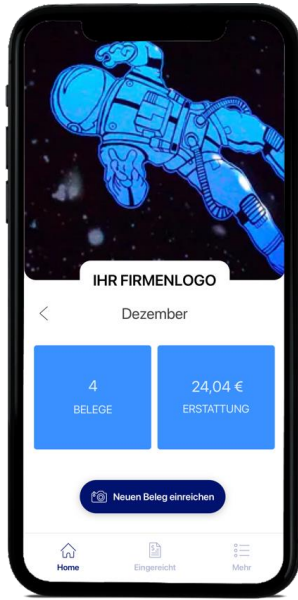 IHR FIRMENLOGO
Dezember
4
BELEGE
24,04 €
ERSTATTUNG
Neuen Beleg einreichen
Home
Eingereicht
Mehr